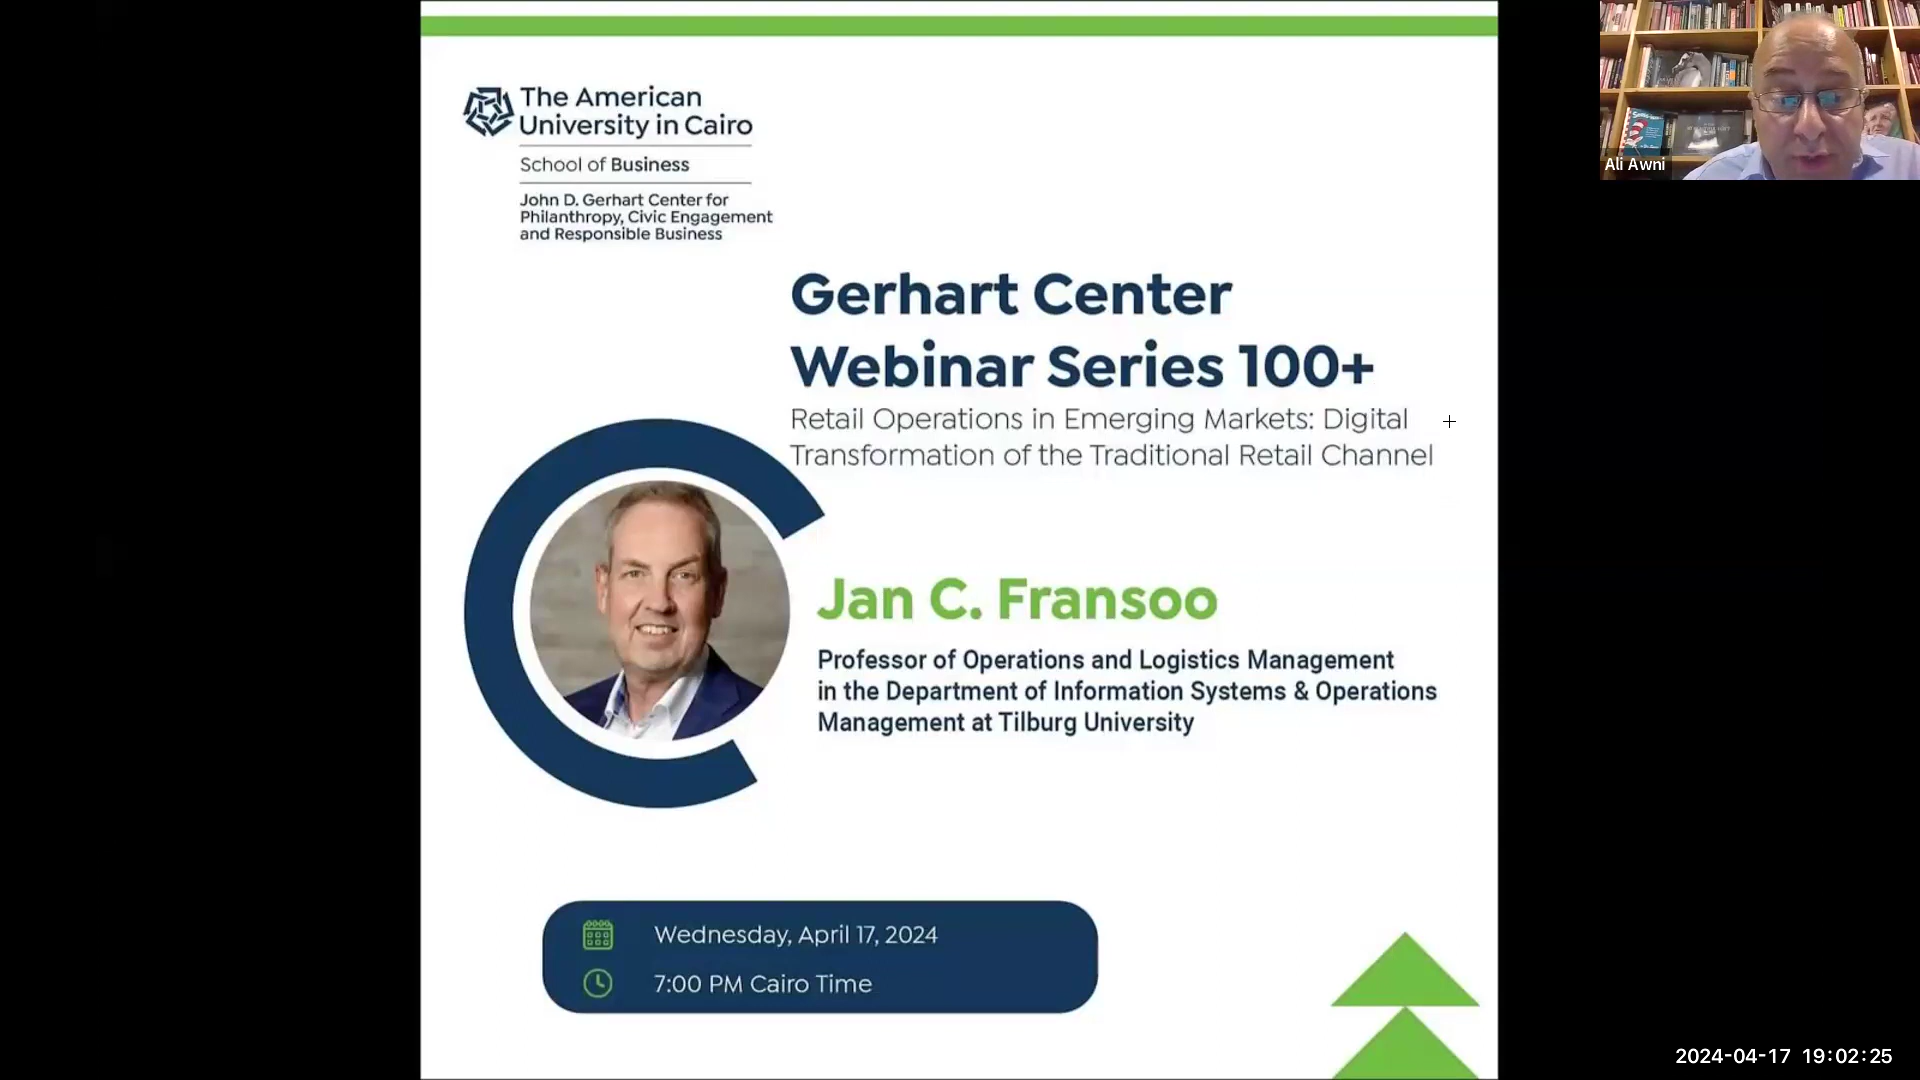 The American
University in Cairo
School of Business
John D. Gerhart Center for
Philanthropy, Civic Engagement
and Responsible Business
Gerhart Center
Webinar Series 100+
Retail Operations in Emerging Markets: Digital
Transformation of the Traditional Retail Channel
Jan C. Fransoo
Professor of Operations and Logistics Management
in the Department of Information Systems & Operations
Management at Tilburg University
Wednesday, April 17, 2024
7:00 PM Cairo Time
Ali Awni
2024-04-17 19:02:25